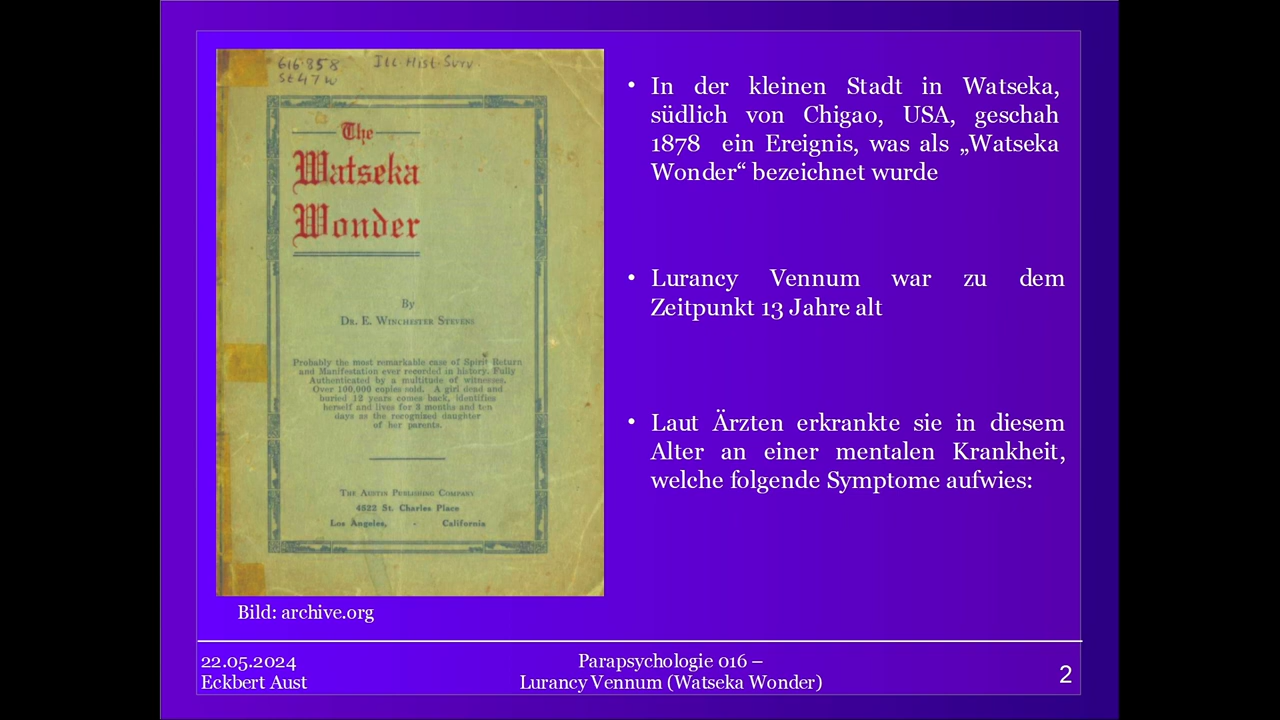 616.858
St47w
Ill. Hist. Surv.
The
Watseka
Wonder
By
Dr. E. Winchester Stevens
Probably the most remarkable case of Spirit Return
and Manifestation ever recorded in history. Fully
Authenticated by a multitude of witnesses.
Over 100,000 copies sold. A girl dead and
buried 12 years comes back, identifies
herself and lives for 3 months and ten
days as the recognized daughter
of her parents.
The Austin Publishing Company
4522 St. Charles Place
Los Angeles, - California
Bild: archive.org
• In der kleinen Stadt in Watseka,
südlich von Chigao, USA, geschah
1878 ein Ereignis, was als „Watseka
Wonder“ bezeichnet wurde
• Lurancy Vennum war zu dem
Zeitpunkt 13 Jahre alt
• Laut Ärzten erkrankte sie in diesem
Alter an einer mentalen Krankheit,
welche folgende Symptome aufwies:
22.05.2024
Eckbert Aust
Parapsychologie 016 –
Lurancy Vennum (Watseka Wonder)
2